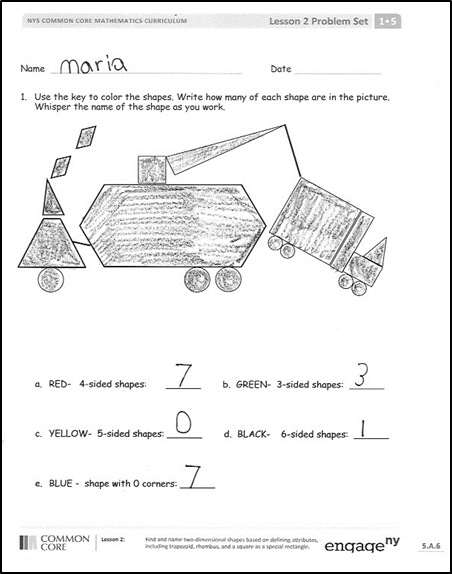 NYS COMMON CORE MATHEMATICS CURRICULUM Lesson 2 Problem Set 1•5
Name maria Date
1. Use the key to color the shapes. Write how many of each shape are in the picture.
Whisper the name of the shape as you work.
a. RED- 4-sided shapes: 7 b. GREEN- 3-sided shapes: 3
c. YELLOW- 5-sided shapes: 0 d. BLACK- 6-sided shapes: 1
e. BLUE - shape with 0 corners: 7
COMMON CORE Lesson 2: Find and name two-dimensional shapes based on defining attributes,
including trapezoid, rhombus, and a square as a special rectangle. engage ny 5.A.6